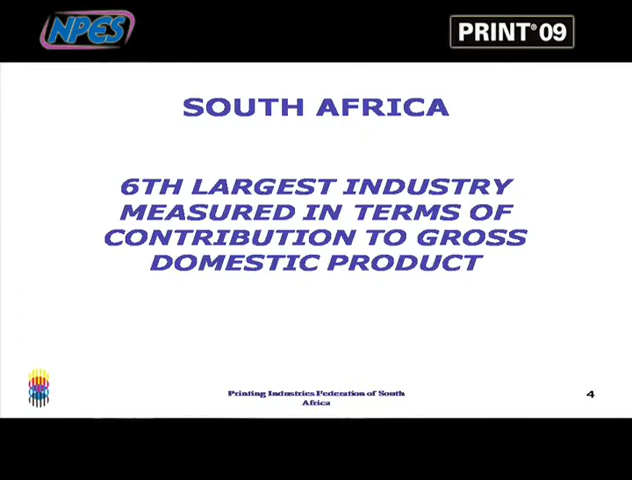 NPES
PRINT® 09
SOUTH AFRICA
6TH LARGEST INDUSTRY
MEASURED IN TERMS OF
CONTRIBUTION TO GROSS
DOMESTIC PRODUCT
Printing Industries Federation of South
Africa
4